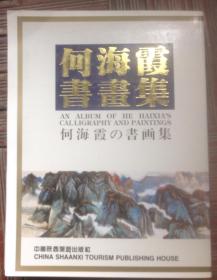 何海霞
書畫集
AN ALBUM OF HE HAIXIA'S
CALLIGRAPHY AND PAINTINGS
何海霞の書画集
中國陝西旅遊出版社
CHINA SHAANXI TOURISM PUBLISHING HOUSE